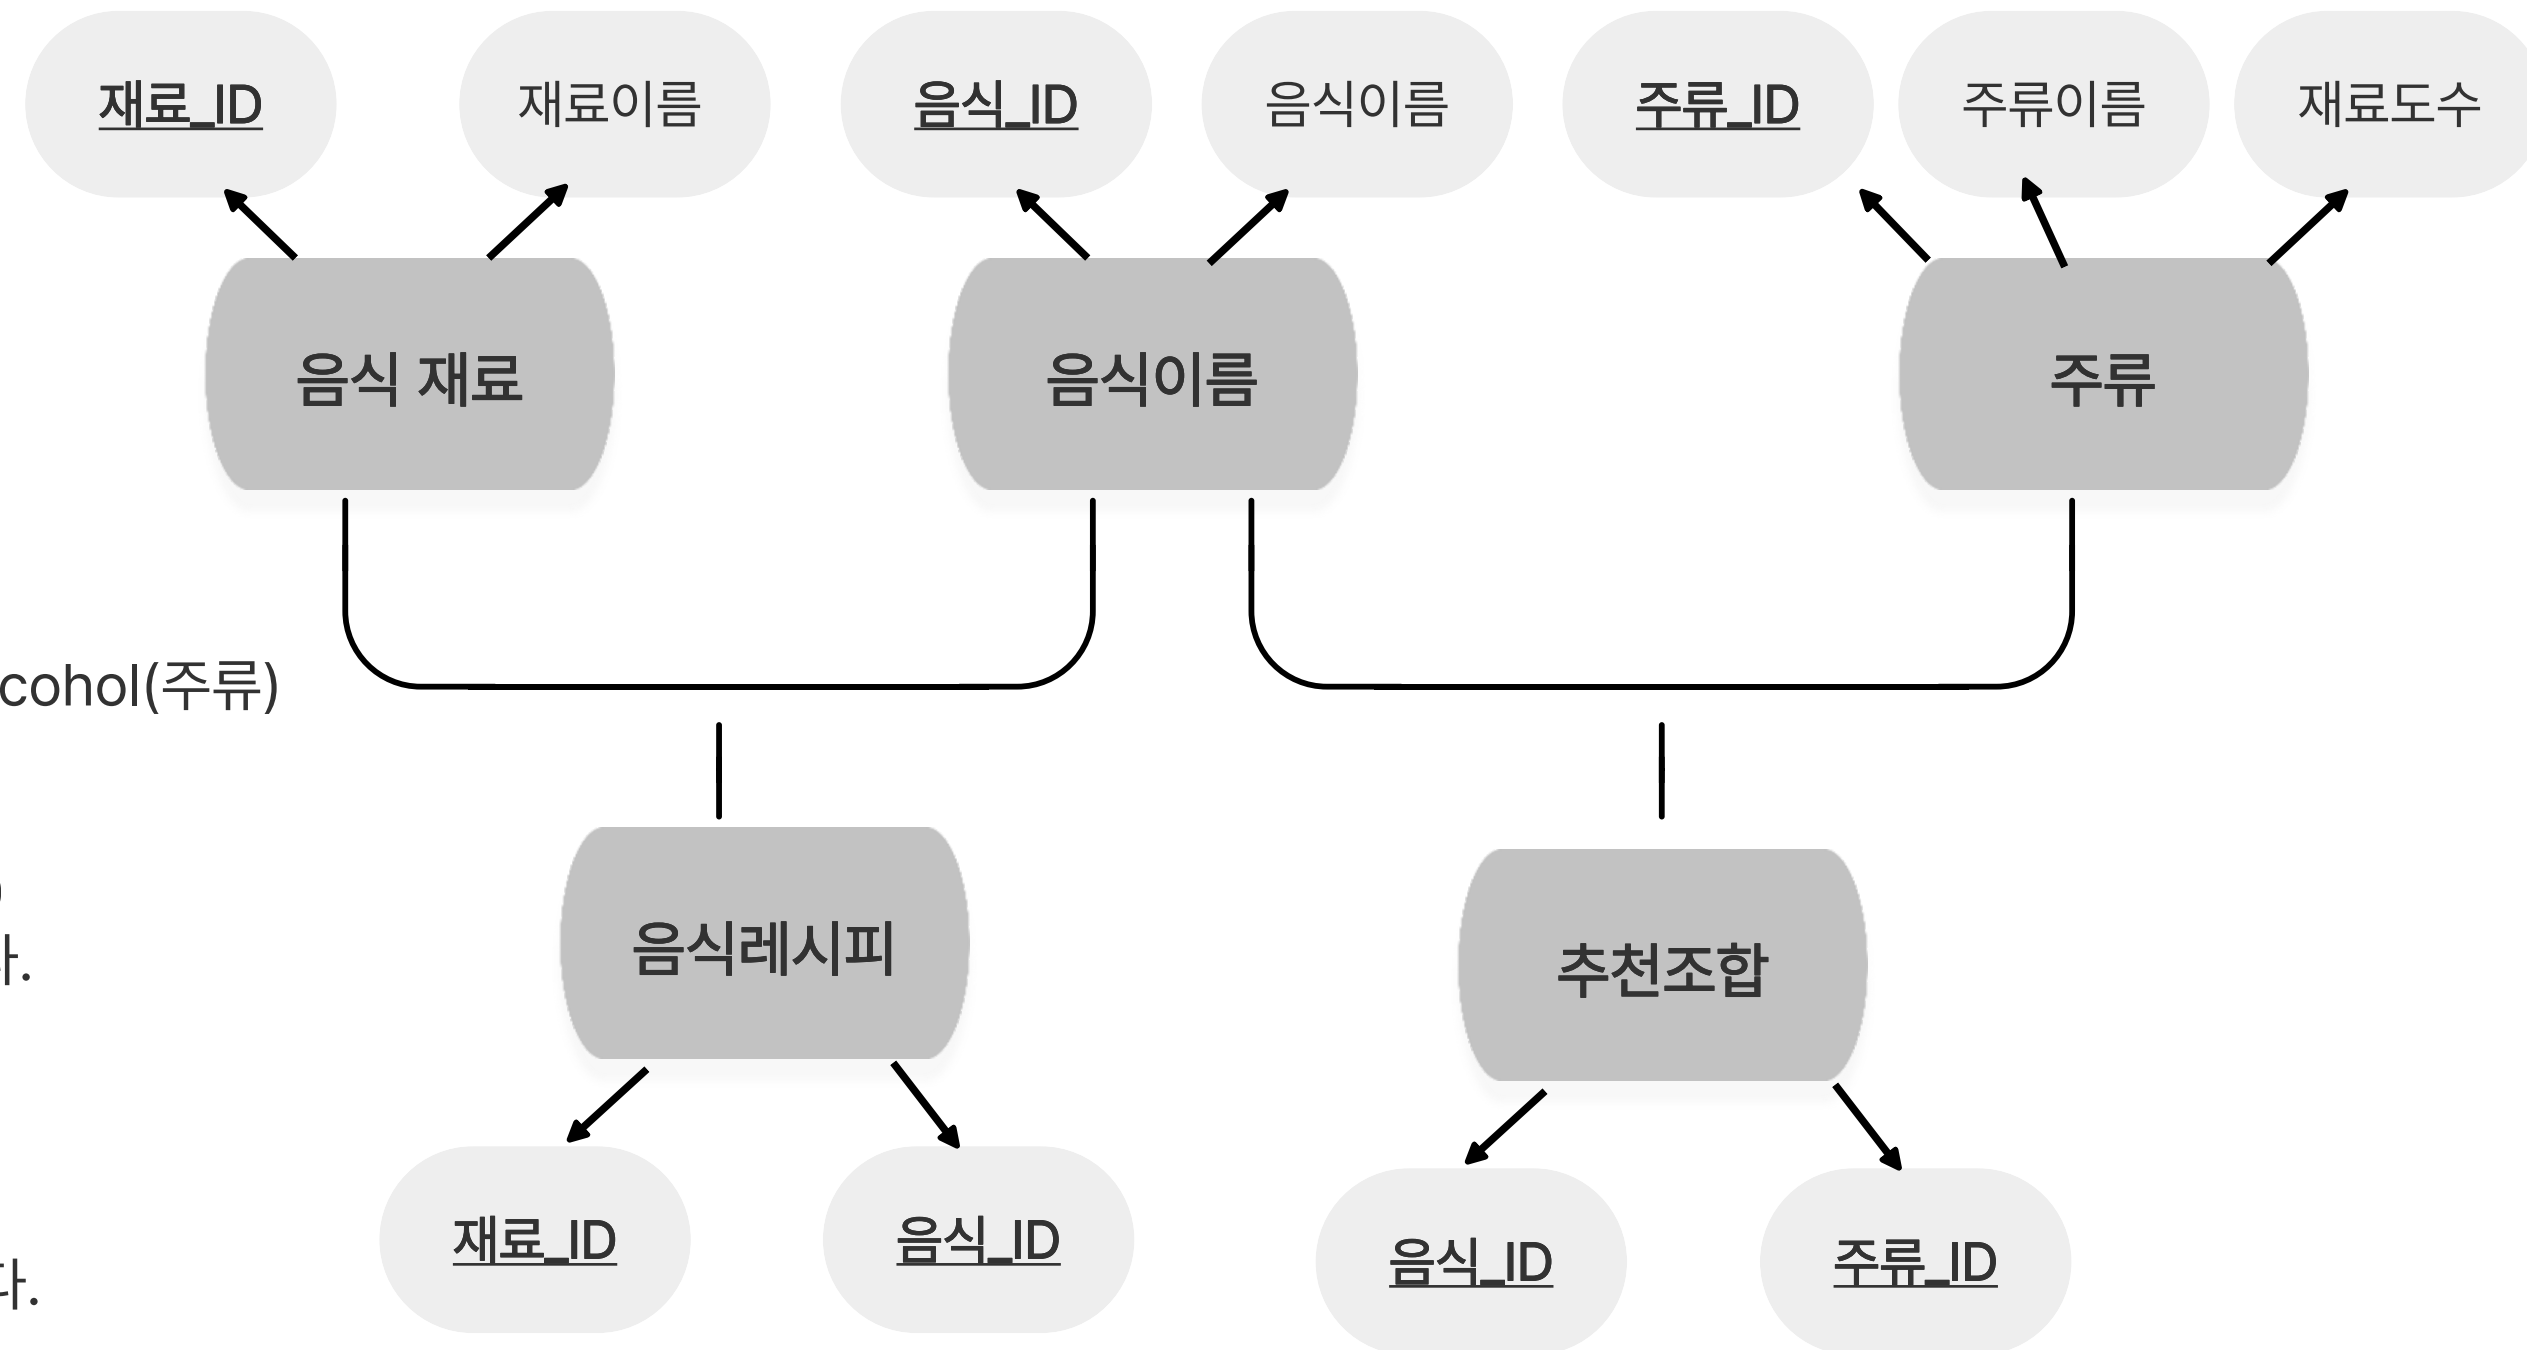 재료_ID
재료이름
음식_ID
음식이름
주류_ID
주류이름
재료도수
음식 재료
음식이름
주류
cohol(주류)
음식레시피
추천조합
재료_ID
음식_ID
음식_ID
주류_ID